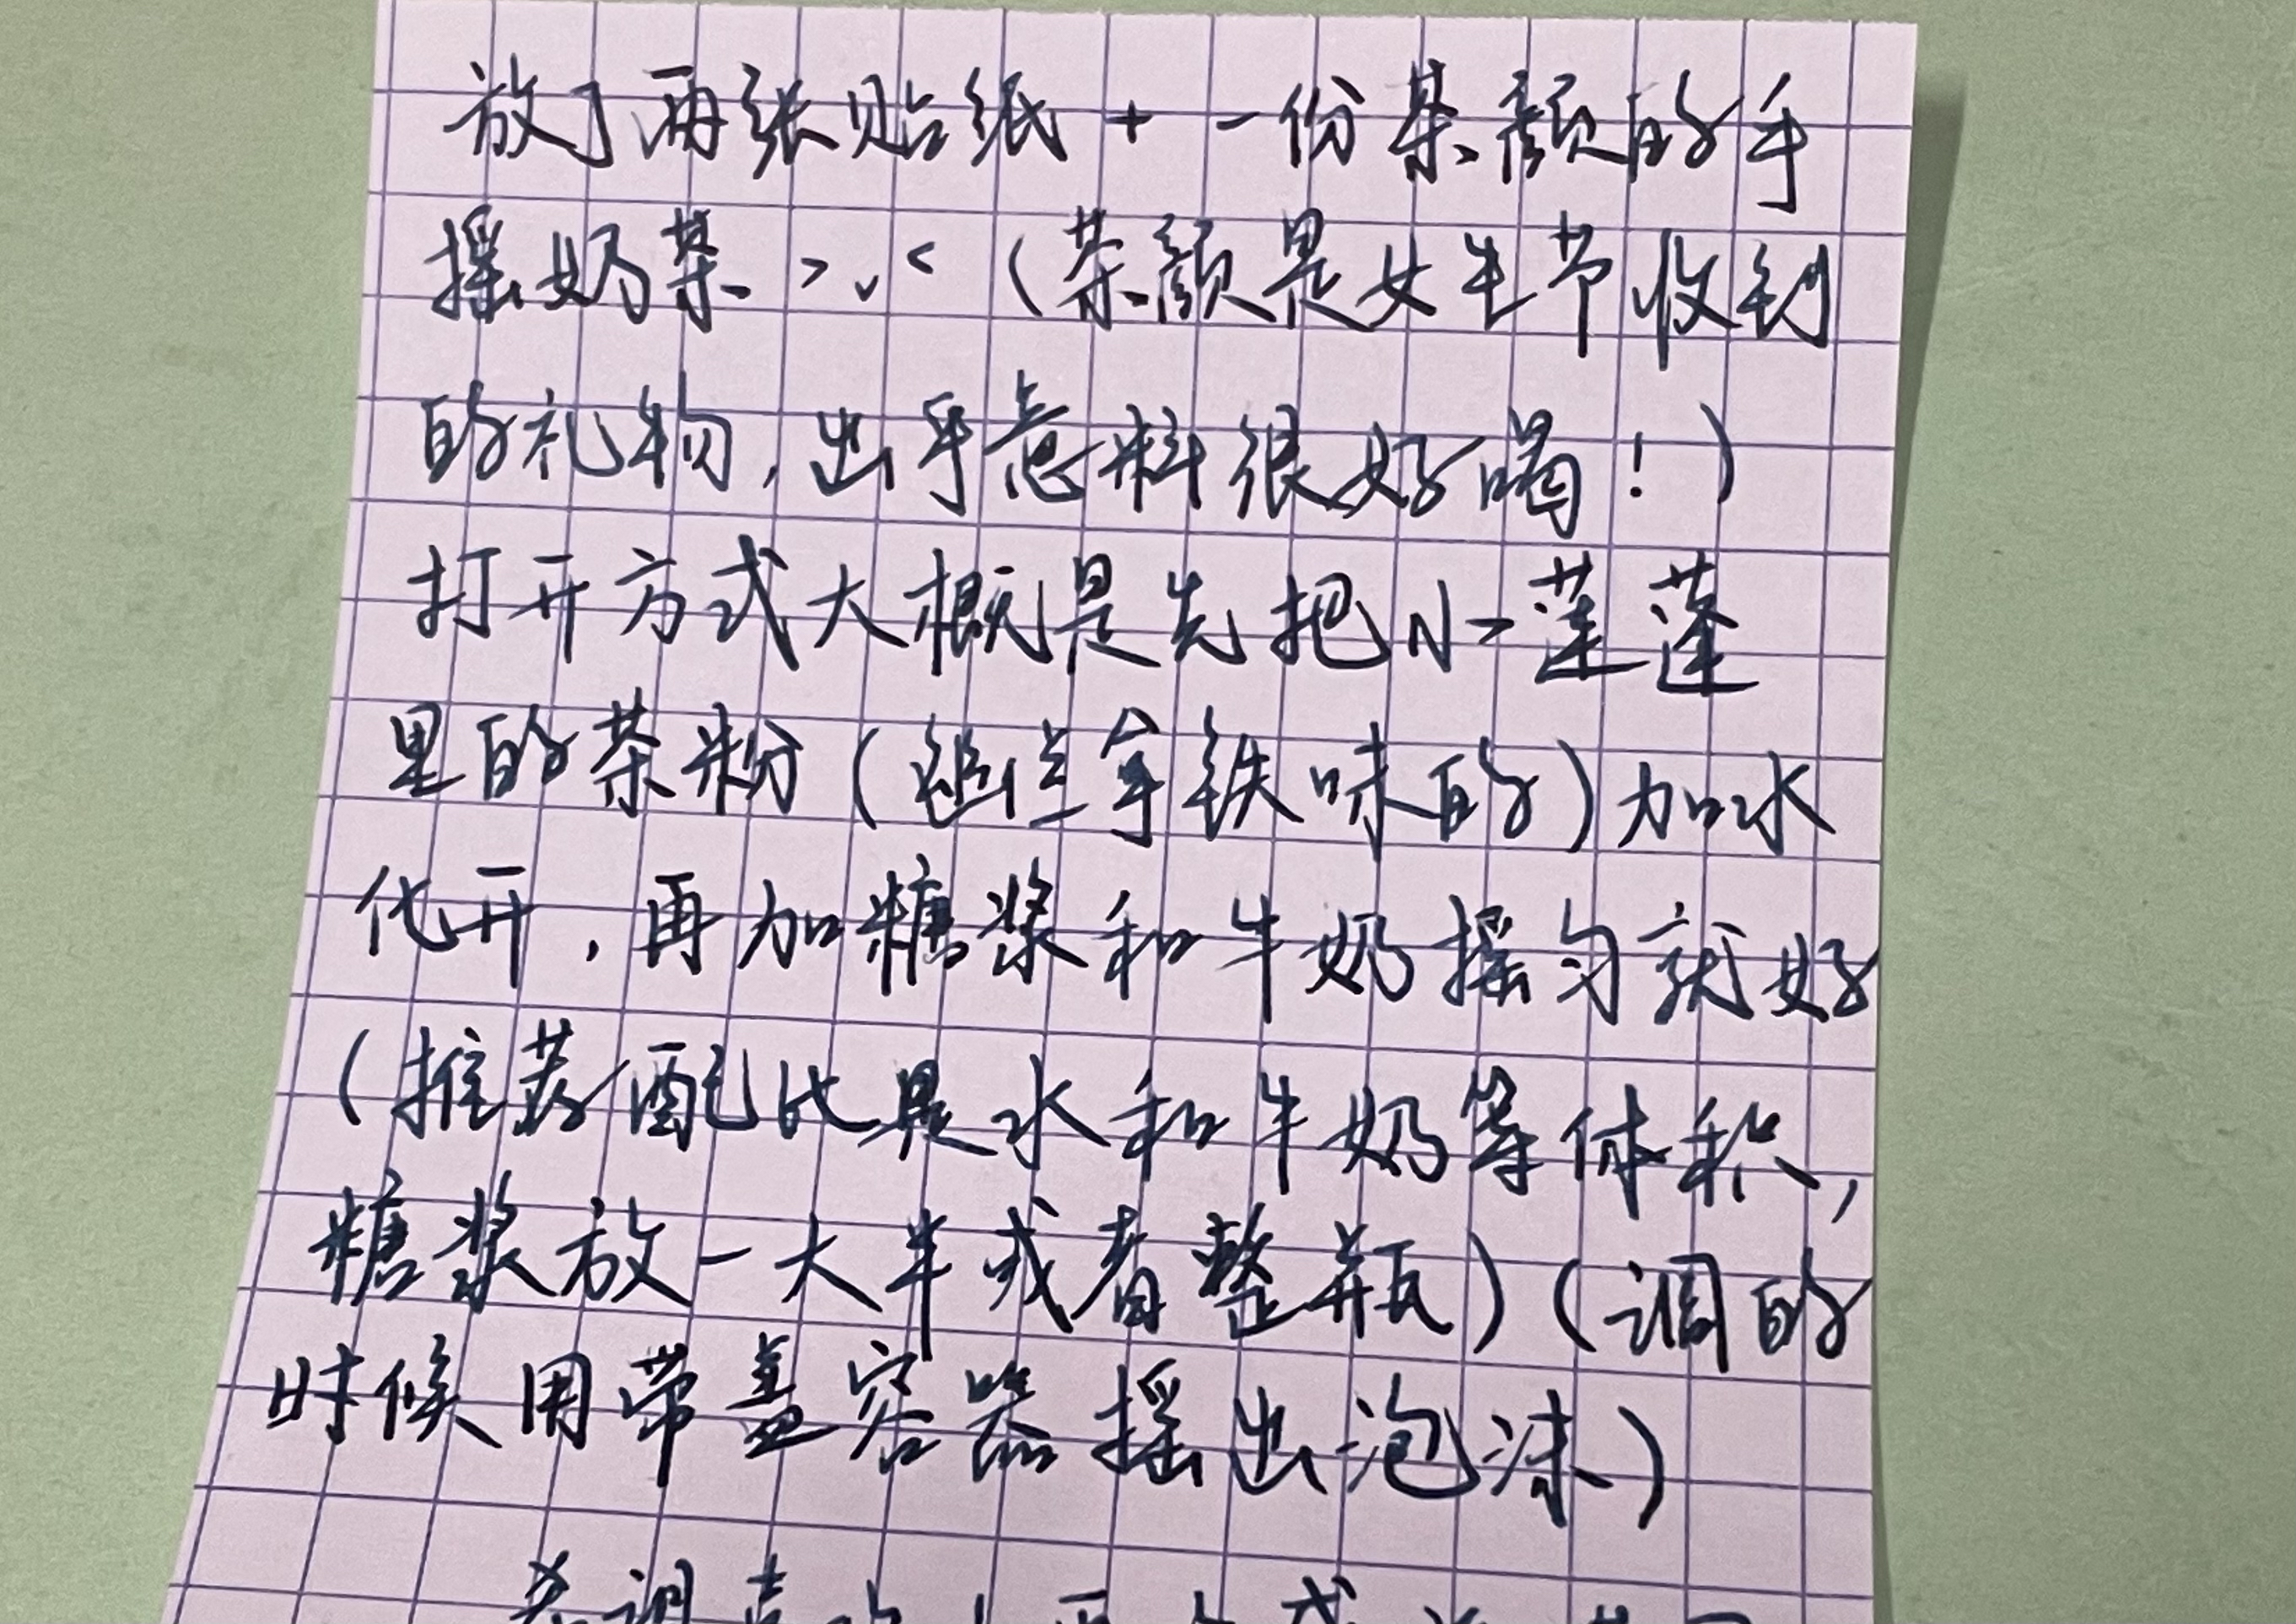 放了两张贴纸 + 一份茶颜的手
摇奶茶 >v< (茶颜是女生节收到
的礼物,出乎意料很好喝!)
打开方式大概是先把小莲蓬
里的茶粉(幽兰拿铁味的)加水
化开,再加糖浆和牛奶摇匀就好
(推荐配比是水和牛奶等体积,
糖浆放一大半或者整瓶)(调的
时候用带盖容器摇出泡沫)